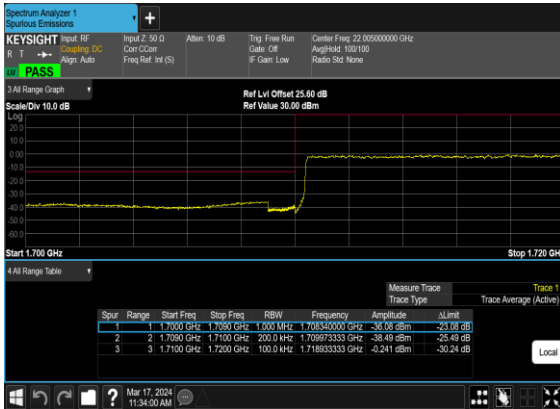 Spectrum Analyzer 1
Spurious Emissions
+
KEYSIGHT Input: RF Input Z: 50 Ω Atten: 10 dB Trig: Free Run Center Freq: 22.005000000 GHz
R T Coupling: DC Corr CCorr Gate: Off Avg|Hold: 100/100
Align: Auto Freq Ref: Int (S) IF Gain: Low Radio Std: None
PASS
3 All Range Graph
Ref Lvl Offset 25.60 dB
Scale/Div 10.0 dB Ref Value 30.00 dBm
Log
20.0
10.0
0.00
-10.0
-20.0
-30.0
-40.0
-50.0
-60.0
Start 1.700 GHz Stop 1.720 GHz
4 All Range Table
Measure Trace Trace 1
Trace Type Trace Average (Active)
Spur Range Start Freq Stop Freq RBW Frequency Amplitude ΔLimit
1 1 1.7000 GHz 1.7090 GHz 1.000 MHz 1.708340000 GHz -36.08 dBm -23.08 dB
2 2 1.7090 GHz 1.7100 GHz 200.0 kHz 1.709973333 GHz -38.49 dBm -25.49 dB
3 3 1.7100 GHz 1.7200 GHz 100.0 kHz 1.718933333 GHz -0.241 dBm -30.24 dB
Local
? Mar 17, 2024
11:34:00 AM